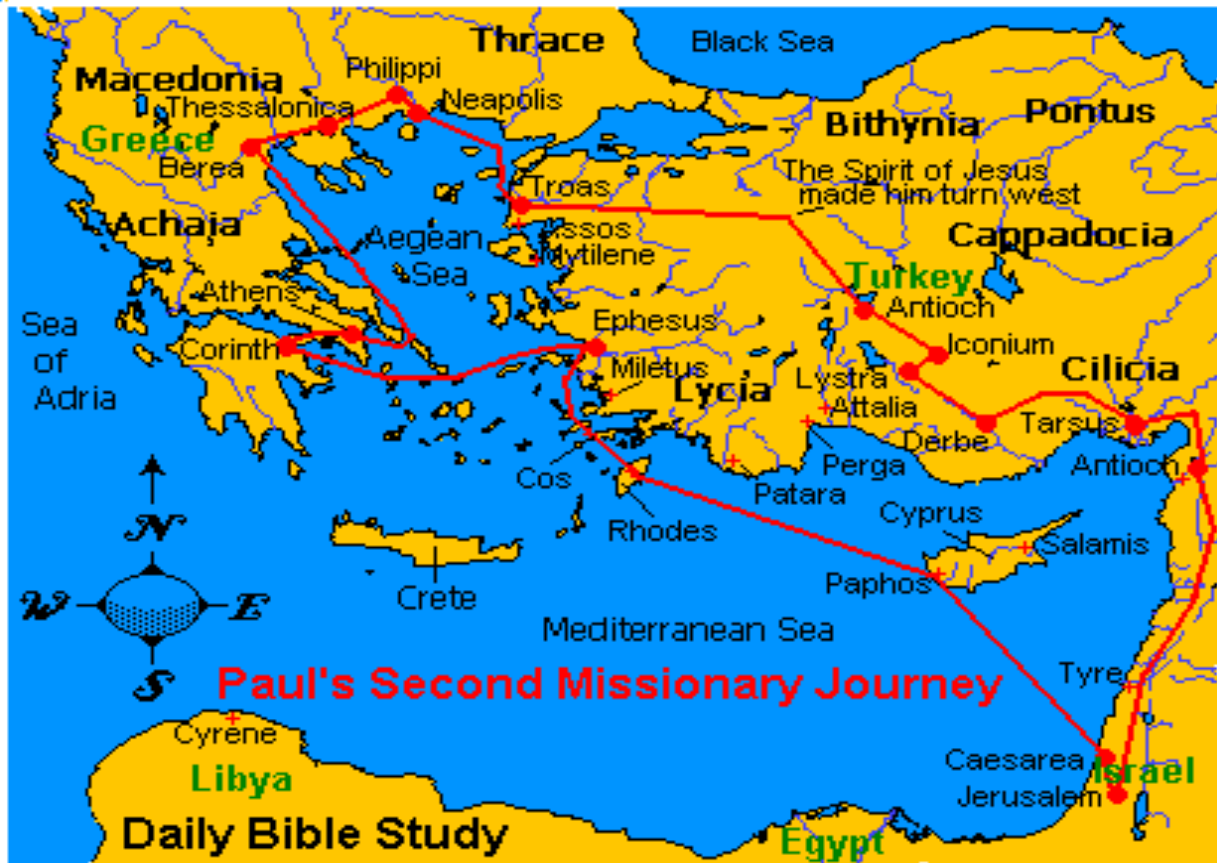 Black Sea
Thrace
Macedonia
Philippi
Neapolis
Thessalonica
Greece
Berea
Bithynia
Pontus
The Spirit of Jesus
made him turn west
Troas
Achaia
Assos
Mytilene
Aegean
Sea
Cappadocia
Turkey
Athens
Antioch
Sea
of
Adria
Corinth
Ephesus
Iconium
Miletus
Lycia
Lystra
Cilicia
Attalia
Derbe
Tarsus
Perga
Antioch
Cos
Patara
Rhodes
Cyprus
Salamis
Paphos
Crete
N
W
E
S
Mediterranean Sea
Paul's Second Missionary Journey
Tyre
Cyrene
Libya
Caesarea
Israel
Jerusalem
Daily Bible Study
Egypt